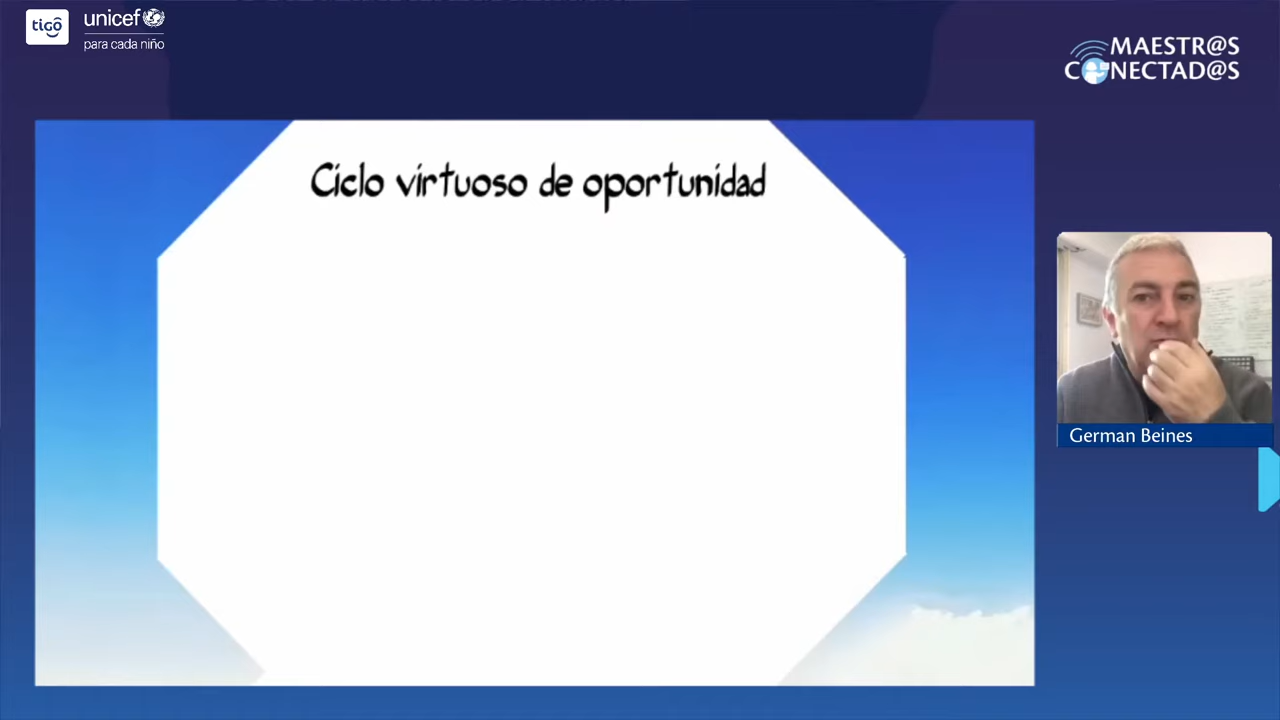 tigo
unicef
para cada niño
MAESTR@S
CONECTAD@S
Ciclo virtuoso de oportunidad
German Beines